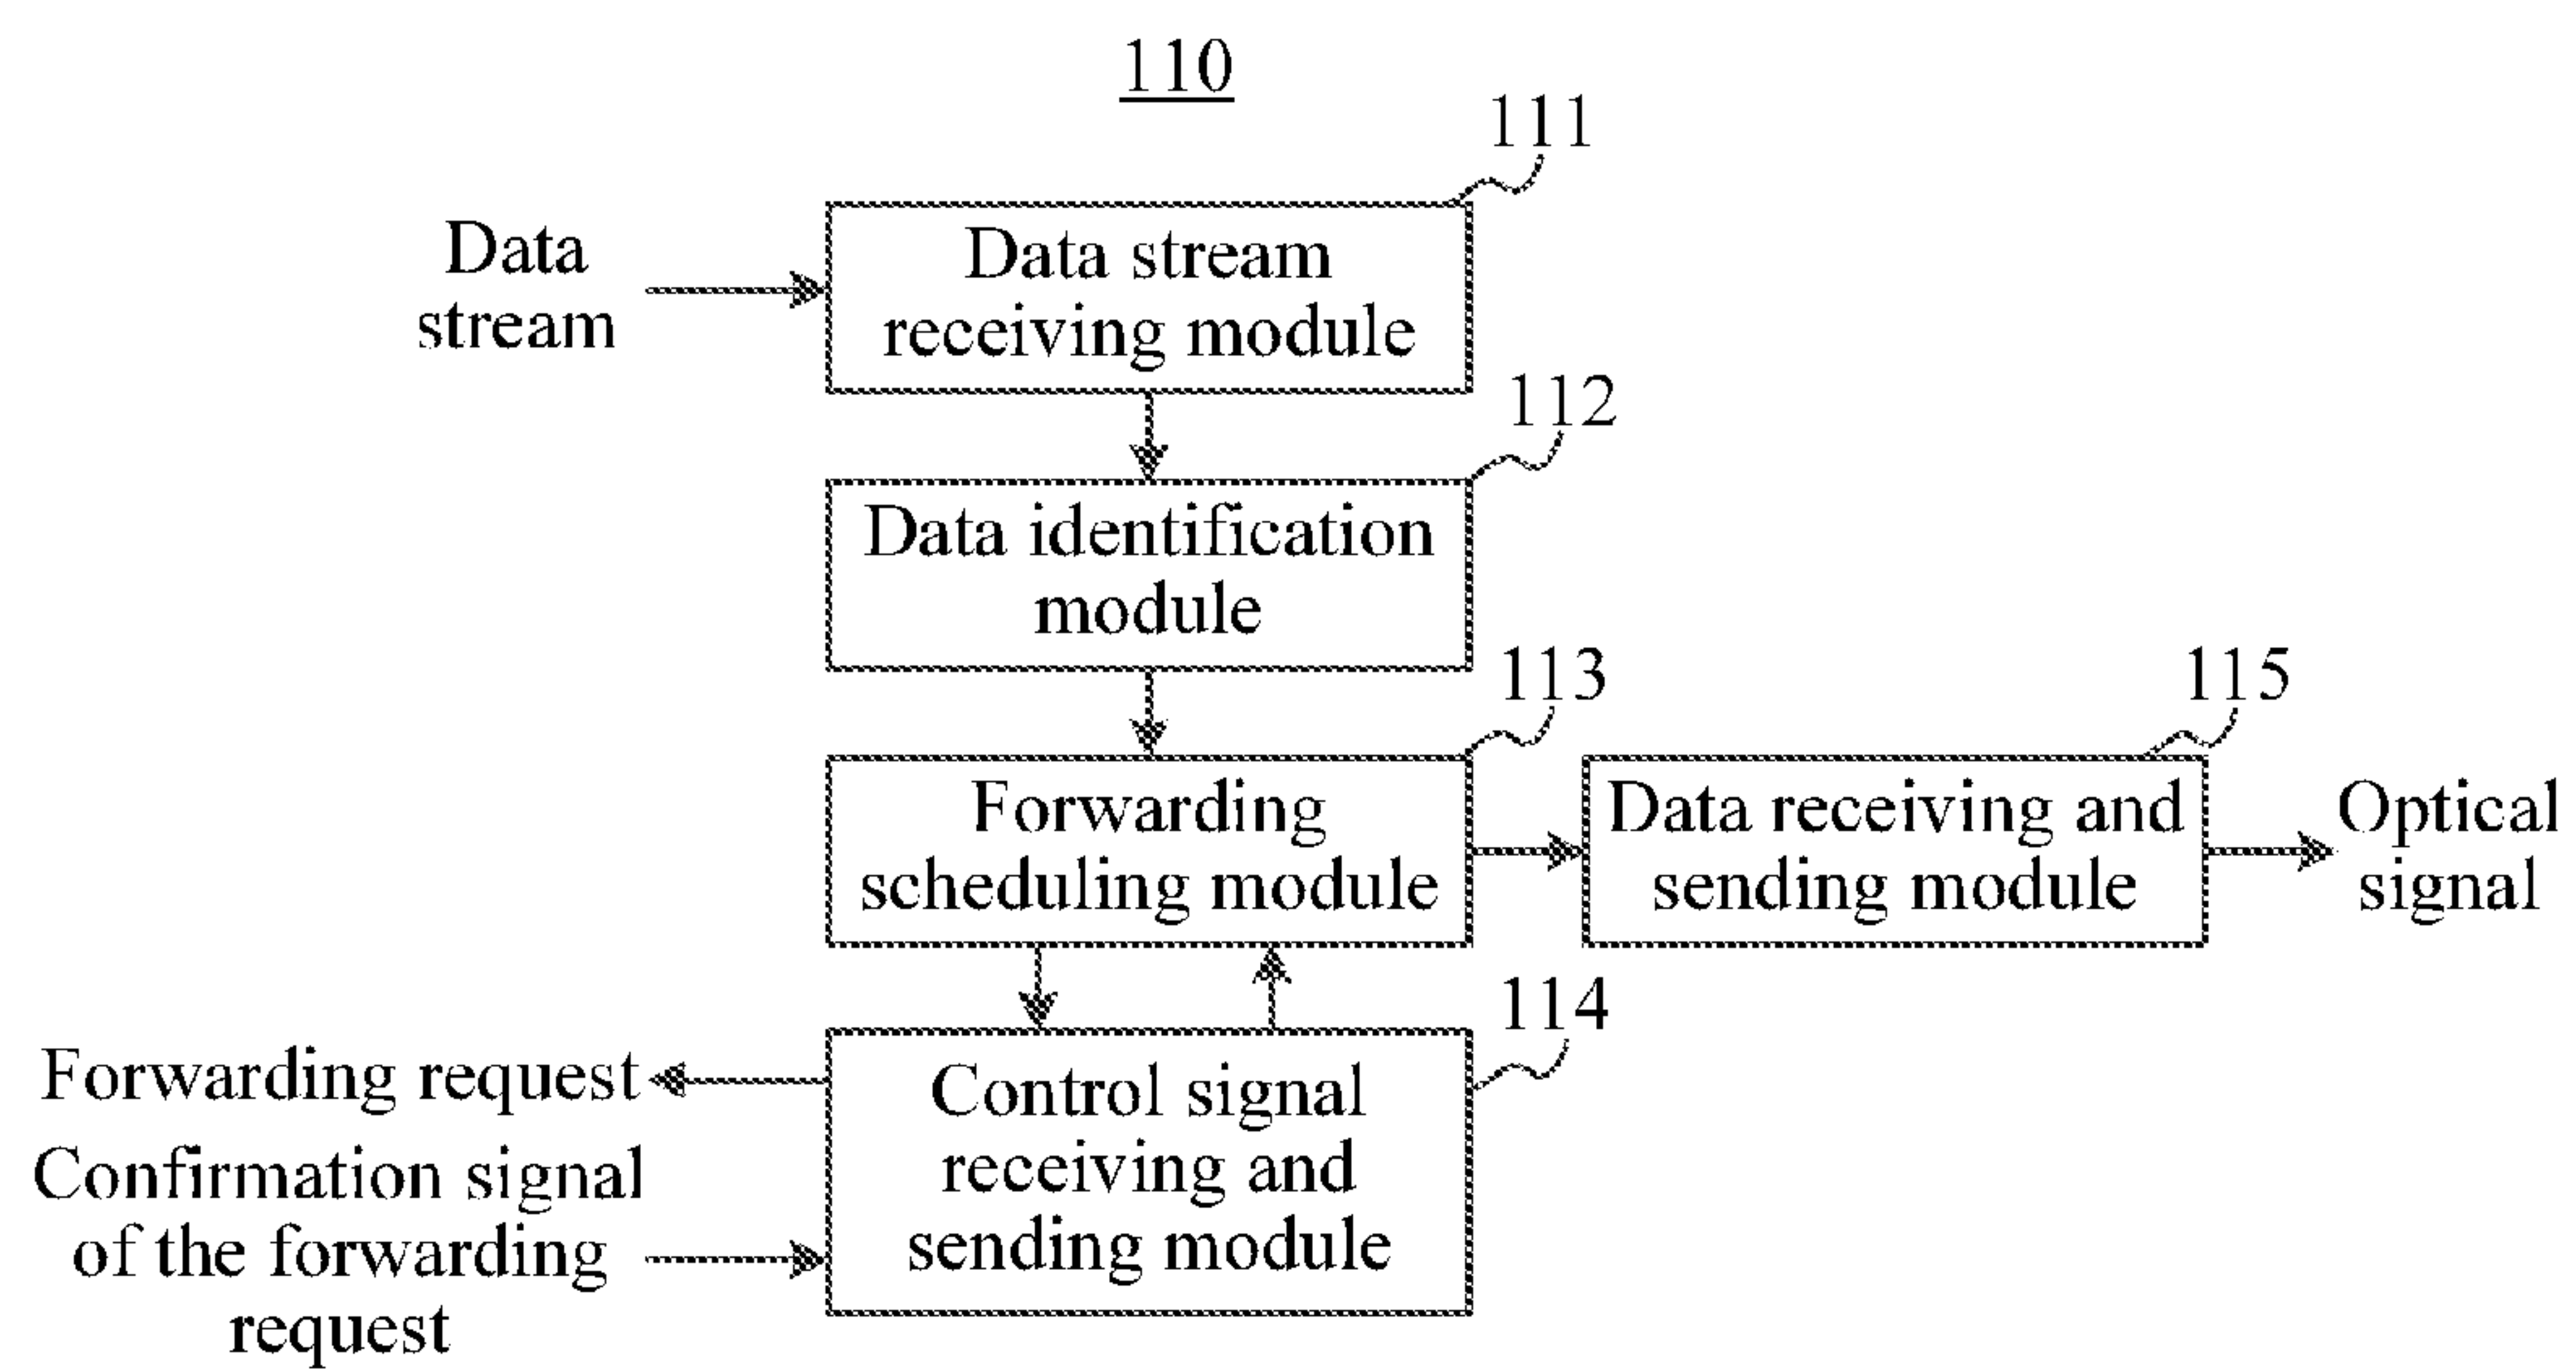 110
111
Data
stream
Data stream
receiving module
112
Data identification
module
113
115
Forwarding
scheduling module
Data receiving and
sending module
Optical
signal
114
Forwarding request
Confirmation signal
of the forwarding
request
Control signal
receiving and
sending module